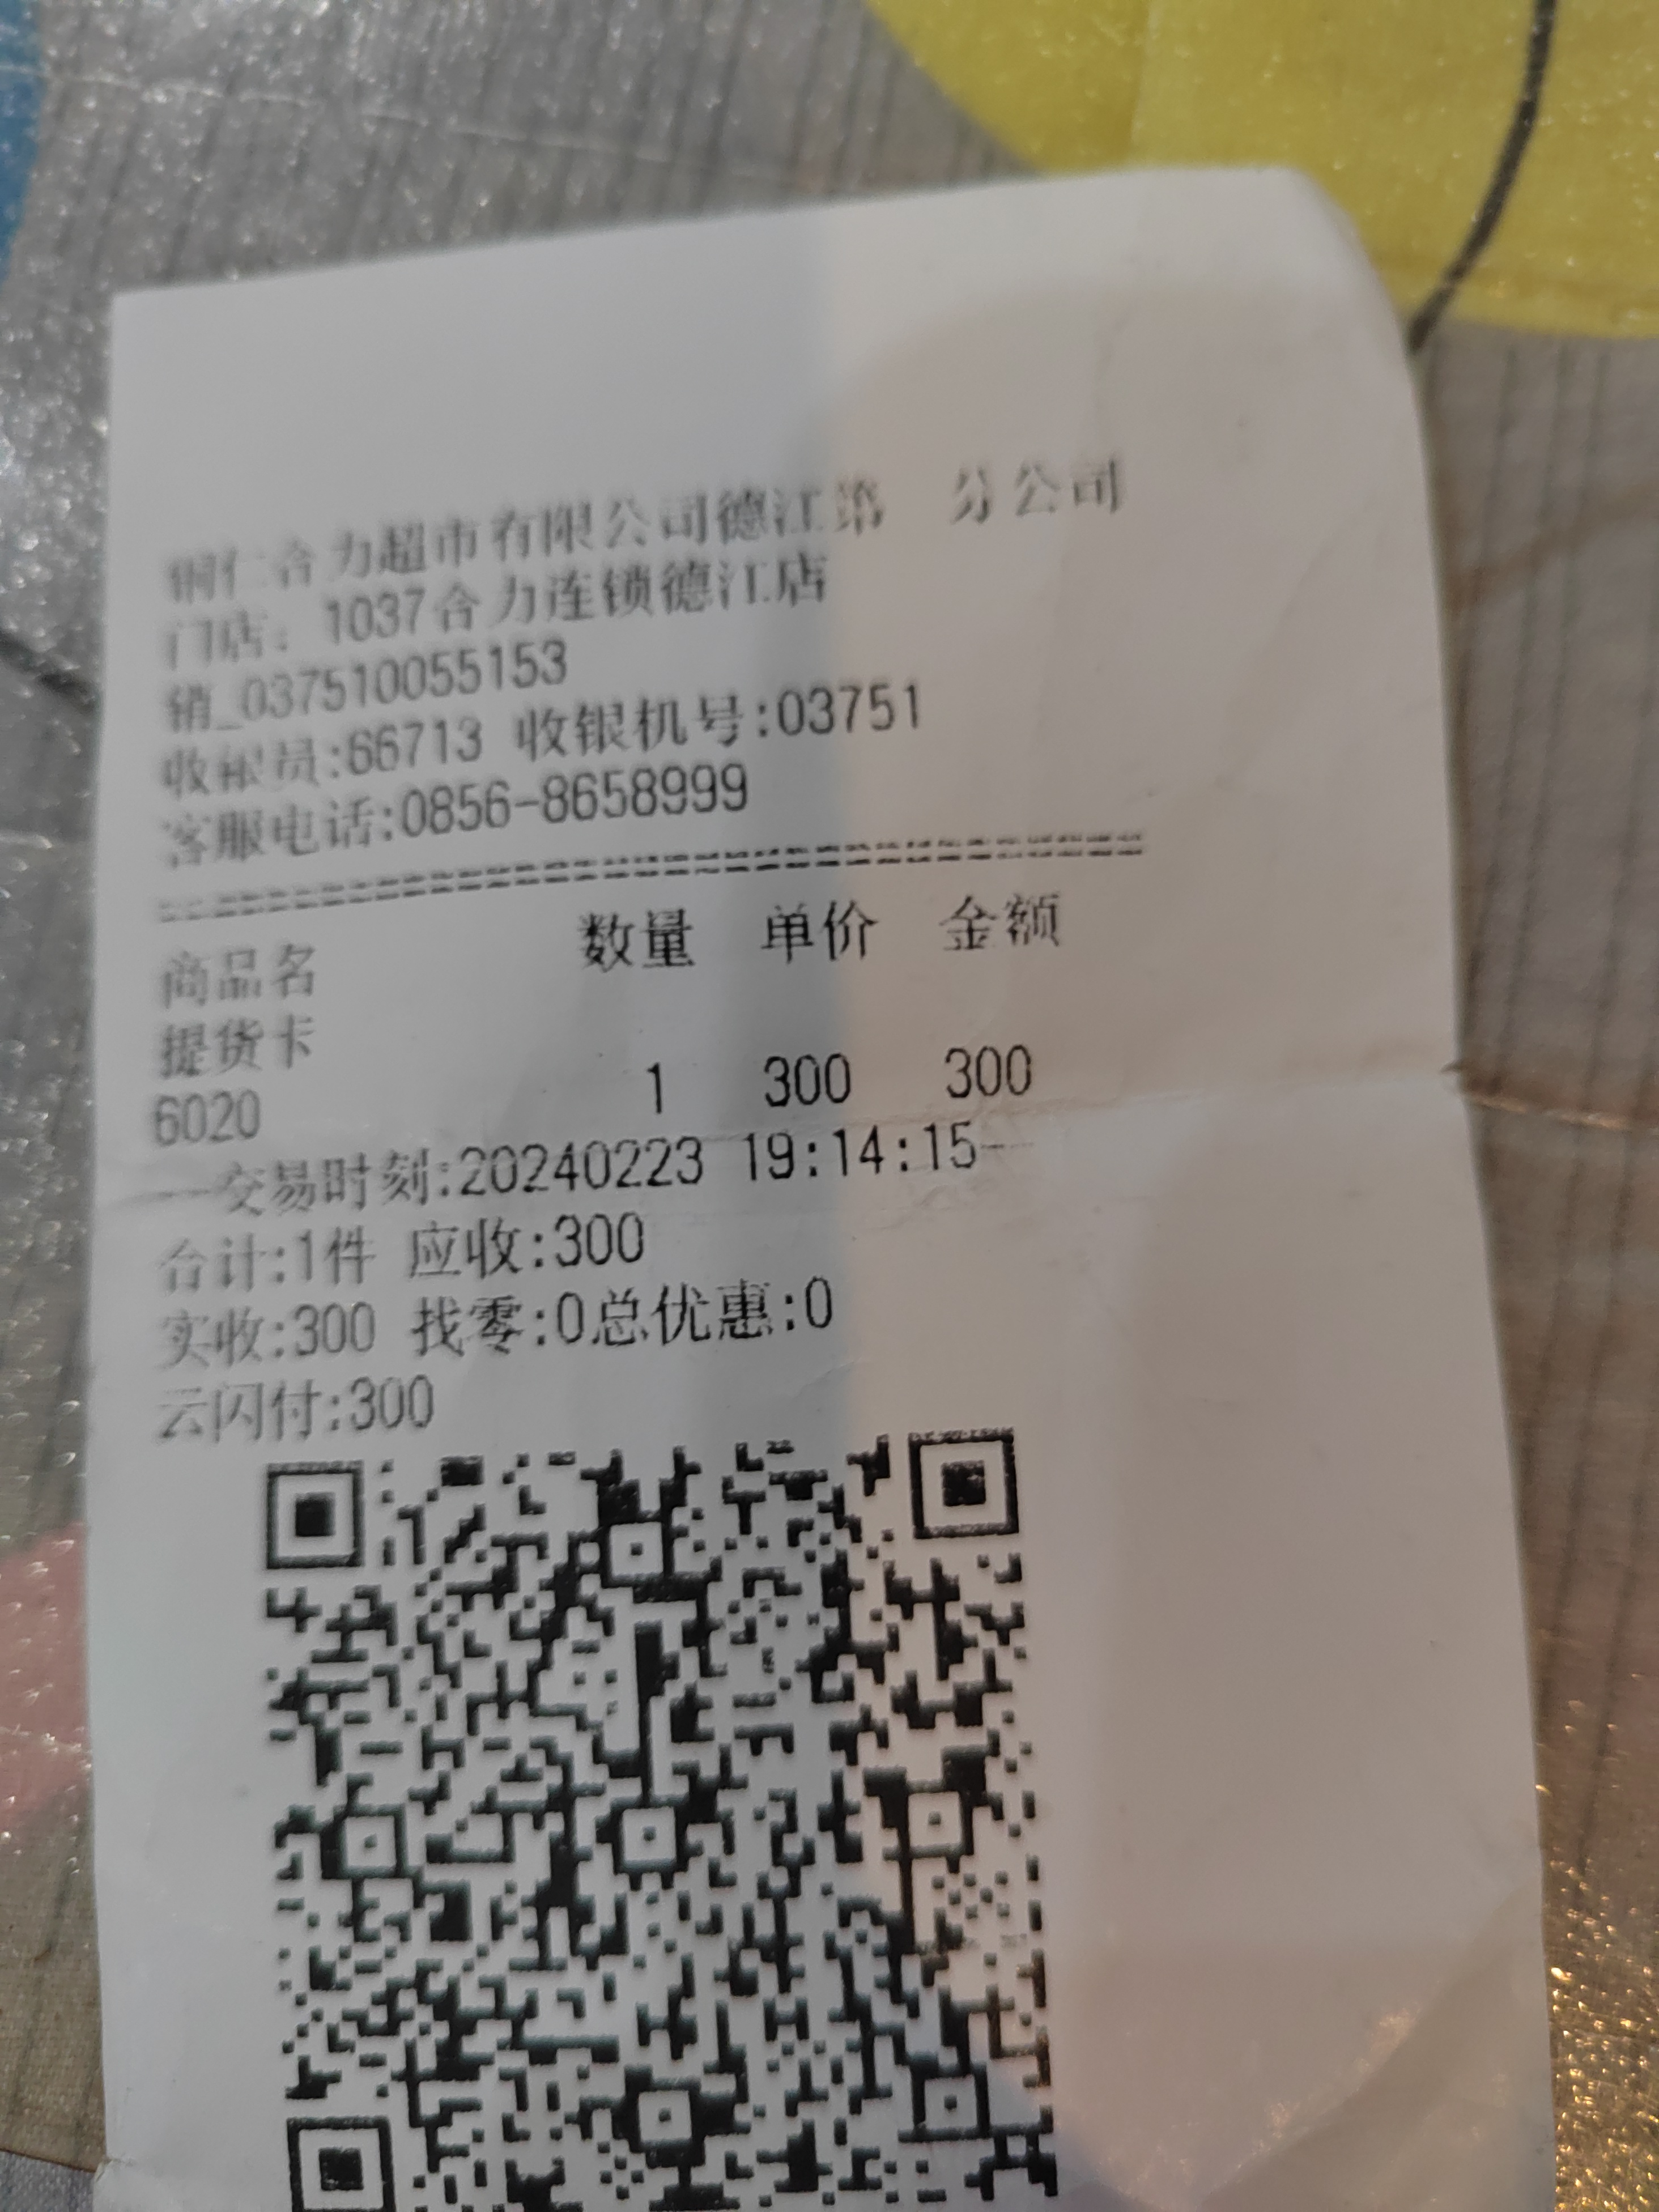 铜仁合力超市有限公司德江第 分公司
门店：1037合力连锁德江店
销_037510055153
收银员:66713 收银机号:03751
客服电话:0856-8658999
商品名 数量 单价 金额
提货卡
6020 1 300 300
---交易时刻:20240223 19:14:15--
合计:1件 应收:300
实收:300 找零:0总优惠:0
云闪付:300